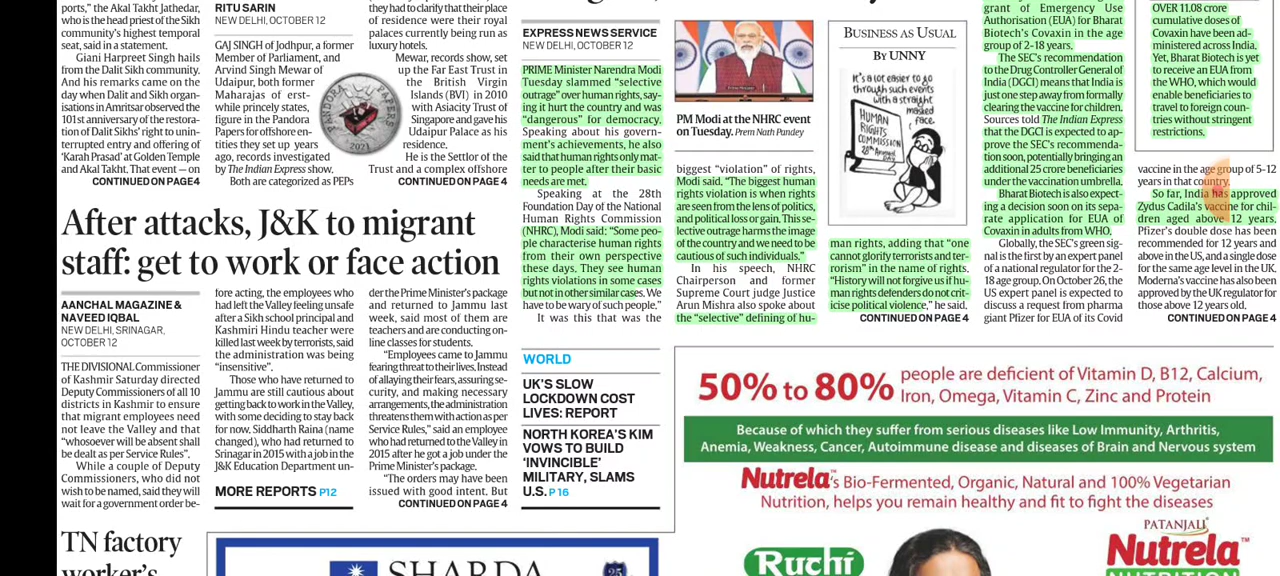 ports," the Akal Takht Jathedar,
who is the head priest of the Sikh
community's highest temporal
seat, said in a statement.
Giani Harpreet Singh hails
from the Dalit Sikh community.
And his remarks came on the
day when Dalit and Sikh organ-
isations in Amritsar observed the
101st anniversary of the restora-
tion of Dalit Sikhs' right to unin-
terrupted entry and offering of
'Karah Prasad' at Golden Temple
and Akal Takht. That event — on
CONTINUED ON PAGE 4
RITU SARIN
NEW DELHI, OCTOBER 12
GAJ SINGH of Jodhpur, a former
Member of Parliament, and
Arvind Singh Mewar of
Udaipur, both former
Maharajas of erst-
while princely states,
figure in the Pandora
Papers for offshore en-
tities they set up years
ago, records investigated
by The Indian Express show.
Both are categorized as PEPs
PANDORA PAPERS
2021
they had to clarify that their place
of residence were their royal
palaces currently being run as
luxury hotels.
Mewar, records show, set
up the Far East Trust in
the British Virgin
Islands (BVI) in 2010
with Asiacity Trust of
Singapore and gave his
Udaipur Palace as his
residence.
He is the Settlor of the
Trust and a complex offshore
CONTINUED ON PAGE 4
After attacks, J&K to migrant
staff: get to work or face action
AANCHAL MAGAZINE &
NAVEED IQBAL
NEW DELHI, SRINAGAR,
OCTOBER 12
THE DIVISIONAL Commissioner
of Kashmir Saturday directed
Deputy Commissioners of all 10
districts in Kashmir to ensure
that migrant employees need
not leave the Valley and that
"whosoever will be absent shall
be dealt as per Service Rules".
While a couple of Deputy
Commissioners, who did not
wish to be named, said they will
wait for a government order be-
fore acting, the employees who
had left the Valley feeling unsafe
after a Sikh school principal and
Kashmiri Hindu teacher were
killed last week by terrorists, said
the administration was being
"insensitive".
Those who have returned to
Jammu are still cautious about
getting back to work in the Valley,
with some deciding to stay back
for now. Siddharth Raina (name
changed), who had returned to
Srinagar in 2015 with a job in the
J&K Education Department un-
MORE REPORTS P12
der the Prime Minister's package
and returned to Jammu last
week, said most of them are
teachers and are conducting on-
line classes for students.
"Employees came to Jammu
fearing threat to their lives. Instead
of allaying their fears, assuring se-
curity, and making necessary
arrangements, the administration
threatens them with action as per
Service Rules," said an employee
who had returned to the Valley in
2015 after he got a job under the
Prime Minister's package.
"The orders may have been
issued with good intent. But
CONTINUED ON PAGE 4
EXPRESS NEWS SERVICE
NEW DELHI, OCTOBER 12
PRIME Minister Narendra Modi
Tuesday slammed "selective
outrage" over human rights, say-
ing it hurt the country and was
"dangerous" for democracy.
Speaking about his govern-
ment's achievements, he also
said that human rights only mat-
ter to people after their basic
needs are met.
Speaking at the 28th
Foundation Day of the National
Human Rights Commission
(NHRC), Modi said: "Some peo-
ple characterise human rights
from their own perspective
these days. They see human
rights violations in some cases
but not in other similar cases. We
have to be wary of such people."
It was this that was the
WORLD
UK'S SLOW
LOCKDOWN COST
LIVES: REPORT
NORTH KOREA'S KIM
VOWS TO BUILD
'INVINCIBLE'
MILITARY, SLAMS
U.S. P 16
PM Modi at the NHRC event
on Tuesday. Prem Nath Pandey
biggest "violation" of rights,
Modi said. "The biggest human
rights violation is when rights
are seen from the lens of politics,
and political loss or gain. This se-
lective outrage harms the image
of the country and we need to be
cautious of such individuals."
In his speech, NHRC
Chairperson and former
Supreme Court judge Justice
Arun Mishra also spoke about
the "selective" defining of hu-
BUSINESS AS USUAL
BY UNNY
It's a lot easier to go
through such events
with a straight
masked
face.
HUMAN
RIGHTS
COMMISSION
28th Annual
man rights, adding that "one
cannot glorify terrorists and ter-
rorism" in the name of rights.
"History will not forgive us if hu-
man rights defenders do not crit-
icise political violence," he said.
CONTINUED ON PAGE 4
grant of Emergency Use
Authorisation (EUA) for Bharat
Biotech's Covaxin in the age
group of 2-18 years.
The SEC's recommendation
to the Drug Controller General of
India (DGCI) means that India is
just one step away from formally
clearing the vaccine for children.
Sources told The Indian Express
that the DGCI is expected to ap-
prove the SEC's recommenda-
tion soon, potentially bringing an
additional 25 crore beneficiaries
under the vaccination umbrella.
Bharat Biotech is also expect-
ing a decision soon on its sepa-
rate application for EUA of
Covaxin in adults from WHO.
Globally, the SEC's green sig-
nal is the first by an expert panel
of a national regulator for the 2-
18 age group. On October 26, the
US expert panel is expected to
discuss a request from pharma
giant Pfizer for EUA of its Covid
OVER 11.08 crore
cumulative doses of
Covaxin have been ad-
ministered across India.
Yet, Bharat Biotech is yet
to receive an EUA from
the WHO, which would
enable beneficiaries to
travel to foreign coun-
tries without stringent
restrictions.
vaccine in the age group of 5-12
years in that country.
So far, India has approved
Zydus Cadila's vaccine for chil-
dren aged above 12 years.
Pfizer's double dose has been
recommended for 12 years and
above in the US, and a single dose
for the same age level in the UK.
Moderna's vaccine has also been
approved by the UK regulator for
those above 12 years old.
CONTINUED ON PAGE 4
50% to 80% people are deficient of Vitamin D, B12, Calcium,
Iron, Omega, Vitamin C, Zinc and Protein
Because of which they suffer from serious diseases like Low Immunity, Arthritis,
Anemia, Weakness, Cancer, Autoimmune disease and diseases of Brain and Nervous system
Nutrela's Bio-Fermented, Organic, Natural and 100% Vegetarian
Nutrition, helps you remain healthy and fit to fight the diseases
Ruchi
PATANJALI
Nutrela™
NUTRITION
TN factory
worker's
SHARDA
25